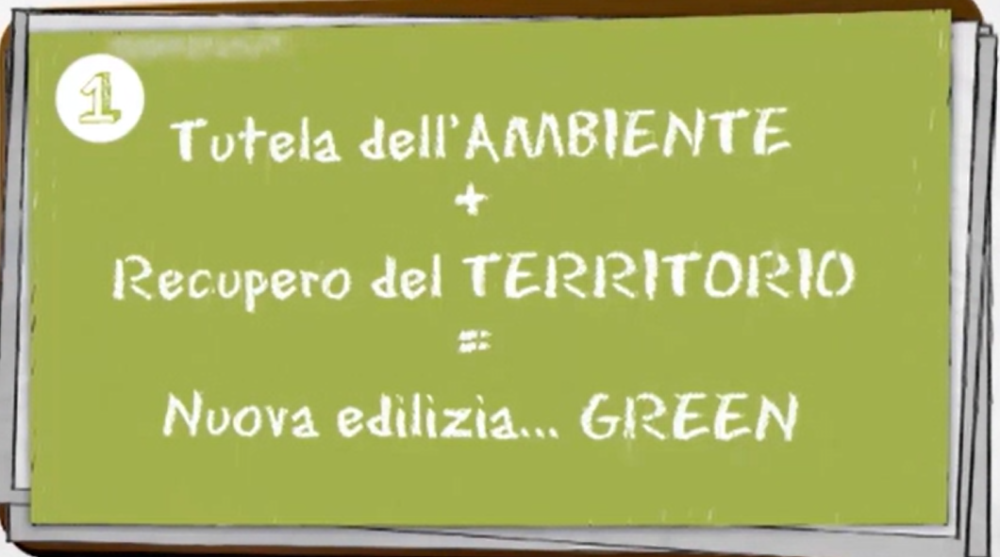 1
Tutela dell'AMBIENTE
+
Recupero del TERRITORIO
=
Nuova edilizia... GREEN